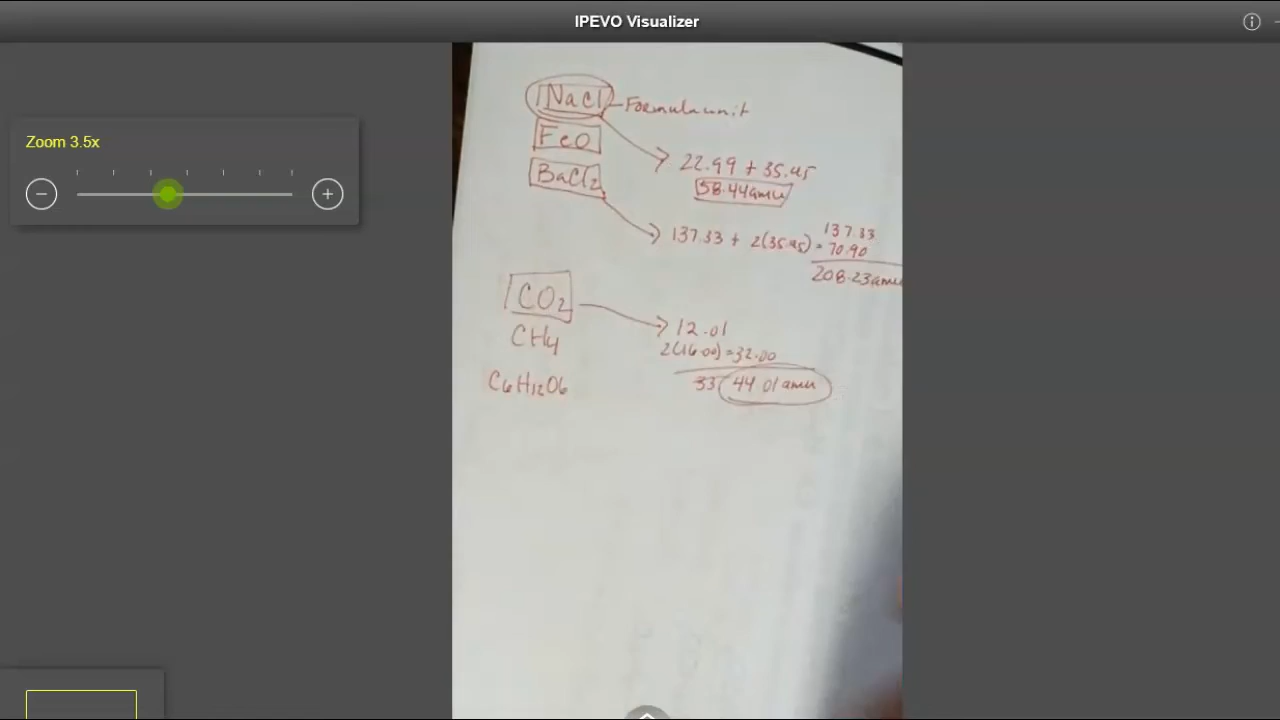 IPEVO Visualizer
Zoom 3.5x
NaCl - Formula unit
FeO
22.99 + 35.45
BaCl2
58.44amu
137.33 + 2(35.45) =
137.33
70.90
208.23amu
CO2
12.01
CH4
2(16.00) = 32.00
C6H12O6
33 44.01 amu